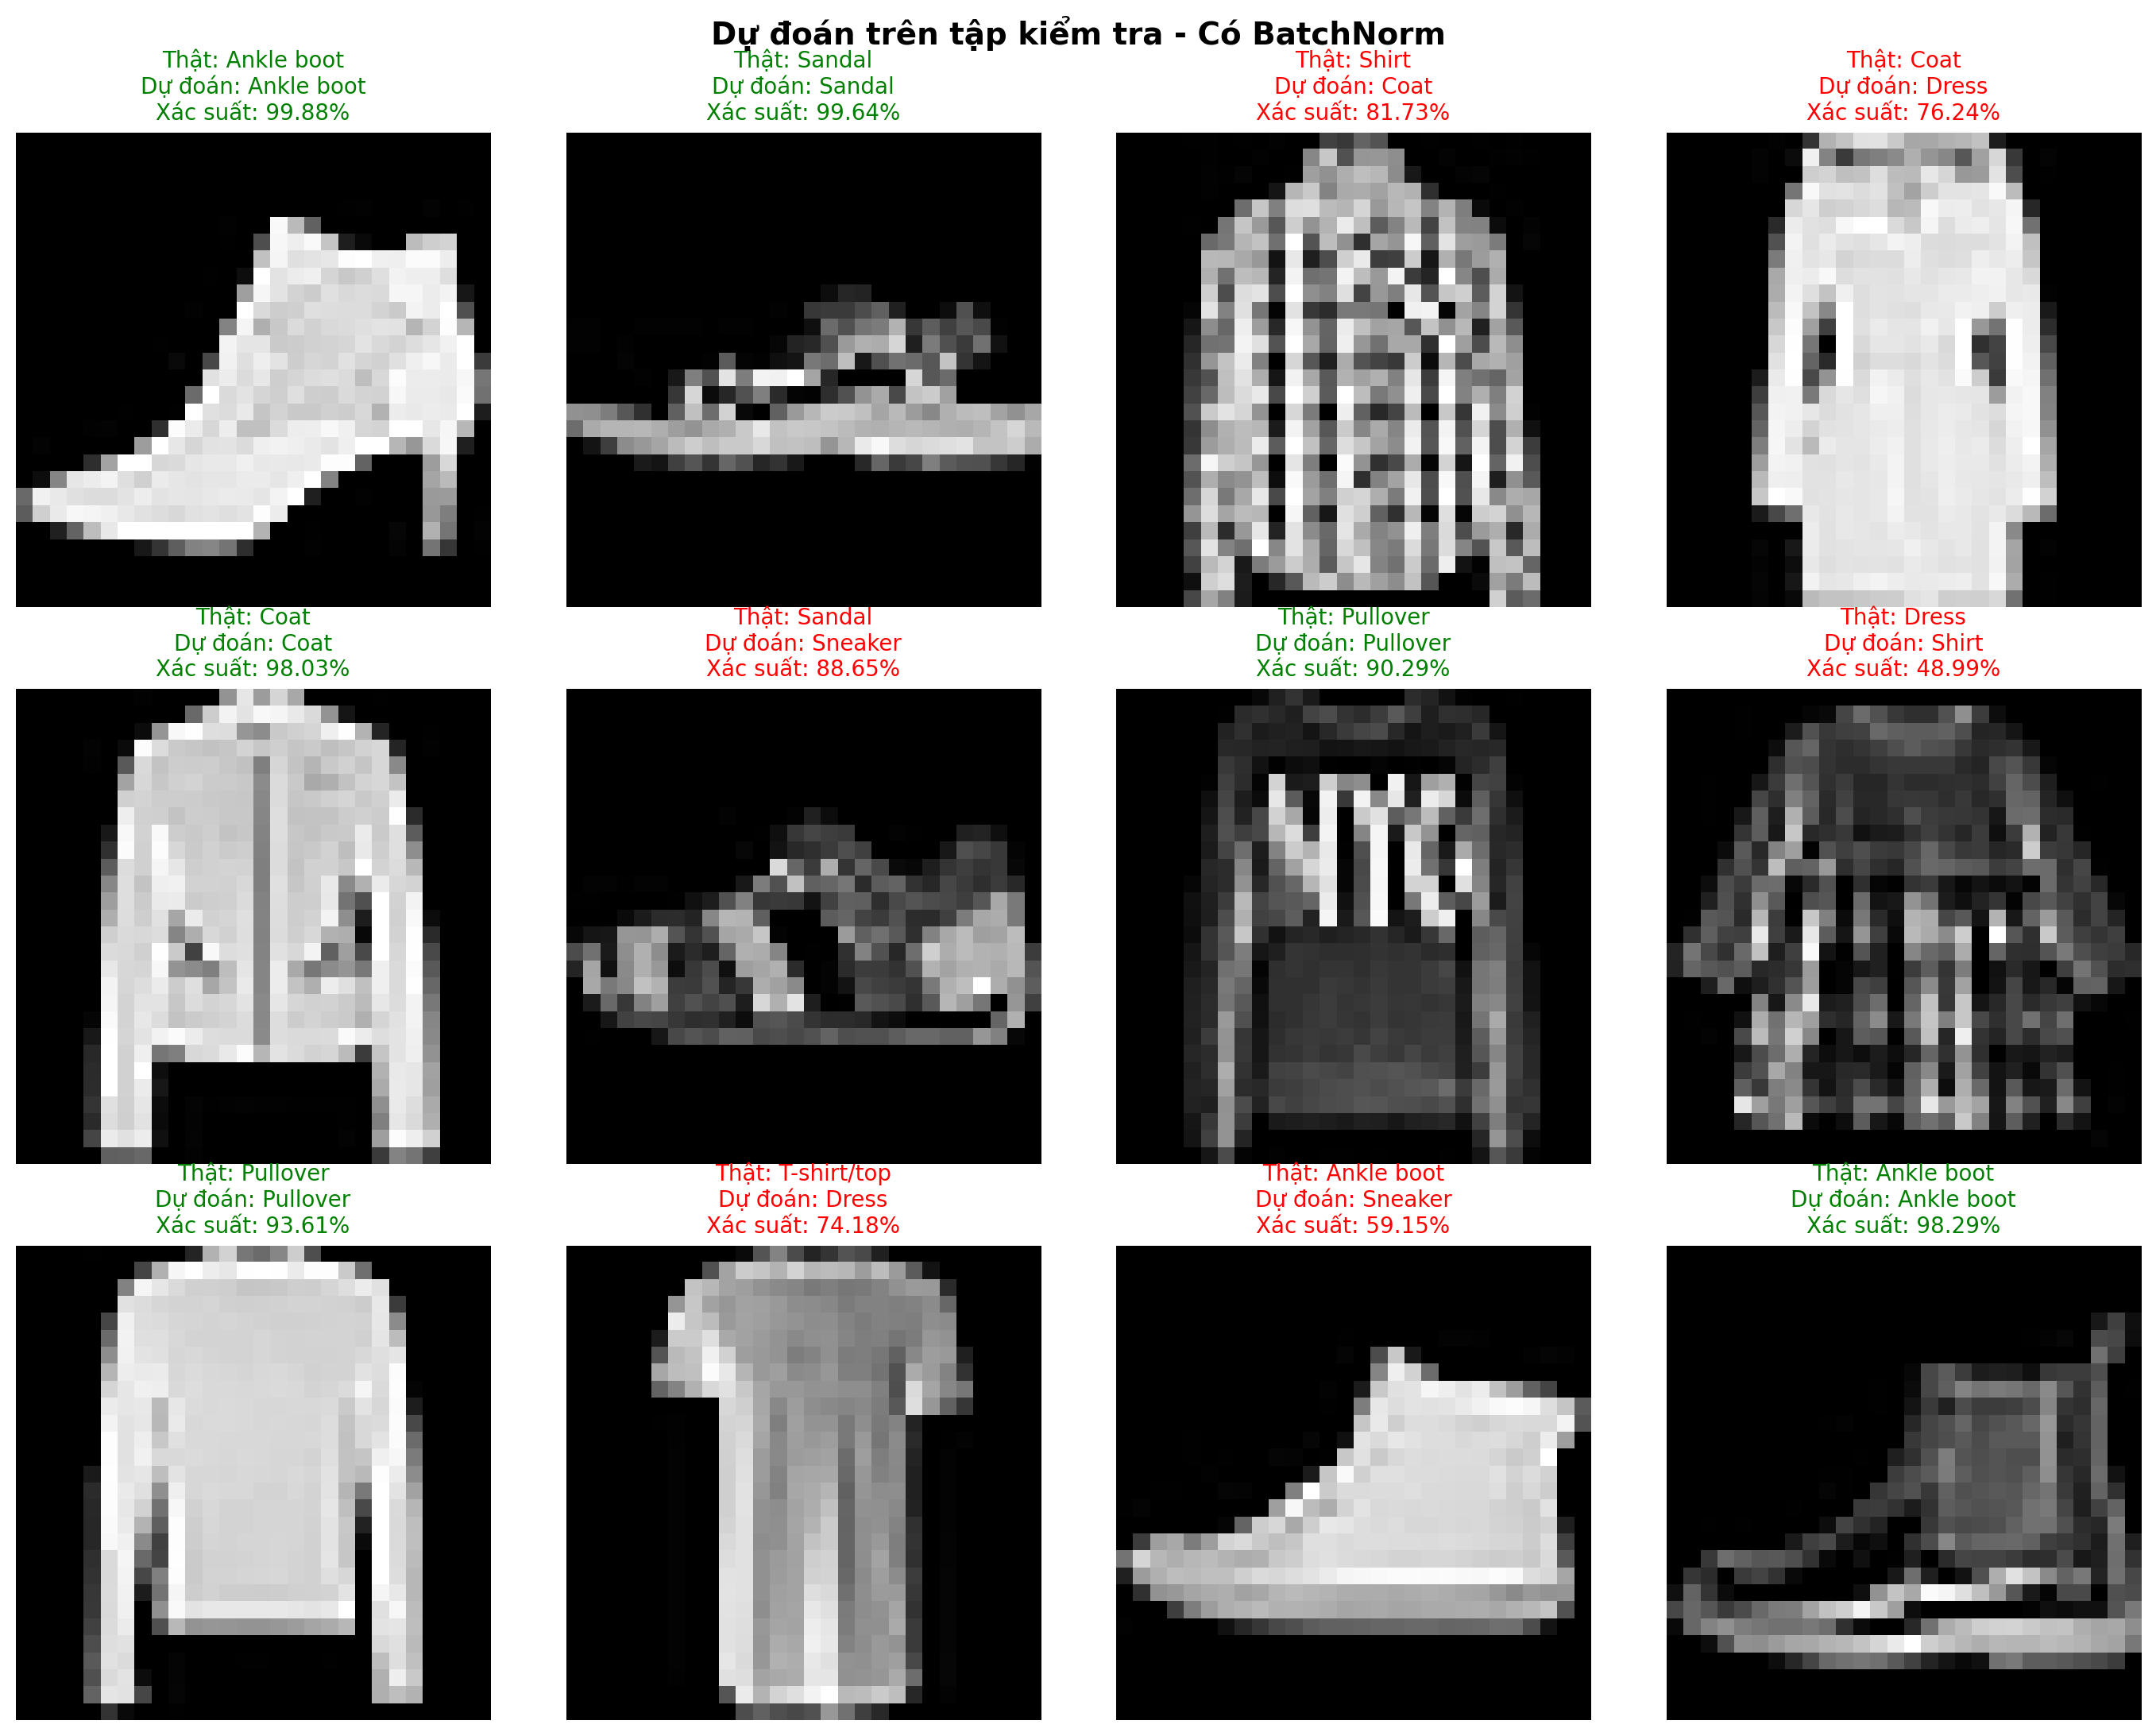 Dự đoán trên tập kiểm tra - Có BatchNorm
Thật: Ankle boot
Dự đoán: Ankle boot
Xác suất: 99.88%
Thật: Sandal
Dự đoán: Sandal
Xác suất: 99.64%
Thật: Shirt
Dự đoán: Coat
Xác suất: 81.73%
Thật: Coat
Dự đoán: Dress
Xác suất: 76.24%
Thật: Coat
Dự đoán: Coat
Xác suất: 98.03%
Thật: Sandal
Dự đoán: Sneaker
Xác suất: 88.65%
Thật: Pullover
Dự đoán: Pullover
Xác suất: 90.29%
Thật: Dress
Dự đoán: Shirt
Xác suất: 48.99%
Thật: Pullover
Dự đoán: Pullover
Xác suất: 93.61%
Thật: T-shirt/top
Dự đoán: Dress
Xác suất: 74.18%
Thật: Ankle boot
Dự đoán: Sneaker
Xác suất: 59.15%
Thật: Ankle boot
Dự đoán: Ankle boot
Xác suất: 98.29%